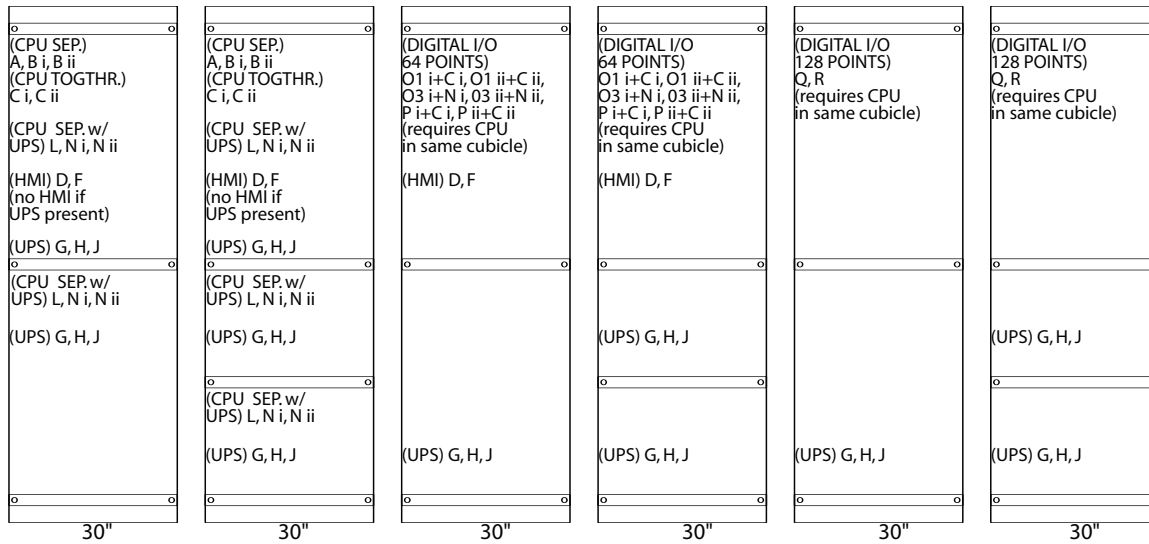 (CPU SEP.)
A, B i, B ii
(CPU TOGTHR.)
C i, C ii
(CPU SEP. w/
UPS) L, N i, N ii
(HMI) D, F
(no HMI if
UPS present)
(UPS) G, H, J
(CPU SEP. w/
UPS) L, N i, N ii
(UPS) G, H, J
30"
(CPU SEP.)
A, B i, B ii
(CPU TOGTHR.)
C i, C ii
(CPU SEP. w/
UPS) L, N i, N ii
(HMI) D, F
(no HMI if
UPS present)
(UPS) G, H, J
(CPU SEP. w/
UPS) L, N i, N ii
(UPS) G, H, J
(CPU SEP. w/
UPS) L, N i, N ii
(UPS) G, H, J
30"
(DIGITAL I/O
64 POINTS)
O1 i+C i, O1 ii+C ii,
O3 i+N i, 03 ii+N ii,
P i+C i, P ii+C ii
(requires CPU
in same cubicle)
(HMI) D, F
(UPS) G, H, J
30"
(DIGITAL I/O
64 POINTS)
O1 i+C i, O1 ii+C ii,
O3 i+N i, 03 ii+N ii,
P i+C i, P ii+C ii
(requires CPU
in same cubicle)
(HMI) D, F
(UPS) G, H, J
(UPS) G, H, J
30"
(DIGITAL I/O
128 POINTS)
Q, R
(requires CPU
in same cubicle)
(UPS) G, H, J
30"
(DIGITAL I/O
128 POINTS)
Q, R
(requires CPU
in same cubicle)
(UPS) G, H, J
(UPS) G, H, J
30"